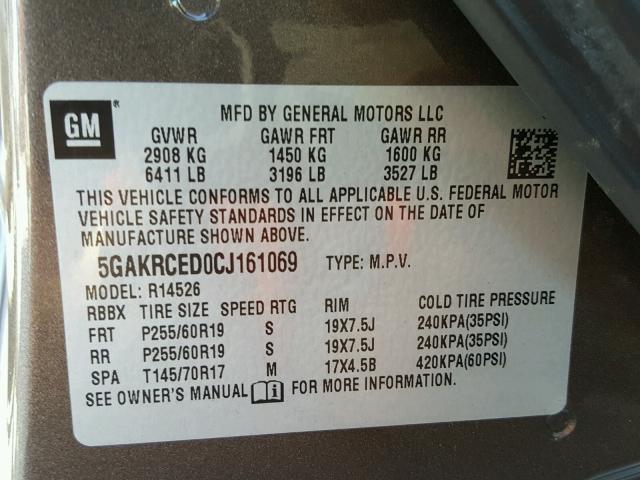 GM ®
MFD BY GENERAL MOTORS LLC
GVWR GAWR FRT GAWR RR
2908 KG 1450 KG 1600 KG
6411 LB 3196 LB 3527 LB
THIS VEHICLE CONFORMS TO ALL APPLICABLE U.S. FEDERAL MOTOR
VEHICLE SAFETY STANDARDS IN EFFECT ON THE DATE OF
MANUFACTURE SHOWN ABOVE.
5GAKRCED0CJ161069 TYPE: M.P.V.
MODEL: R14526
RBBX TIRE SIZE SPEED RTG RIM COLD TIRE PRESSURE
FRT P255/60R19 S 19X7.5J 240KPA(35PSI)
RR P255/60R19 S 19X7.5J 240KPA(35PSI)
SPA T145/70R17 M 17X4.5B 420KPA(60PSI)
SEE OWNER'S MANUAL FOR MORE INFORMATION.